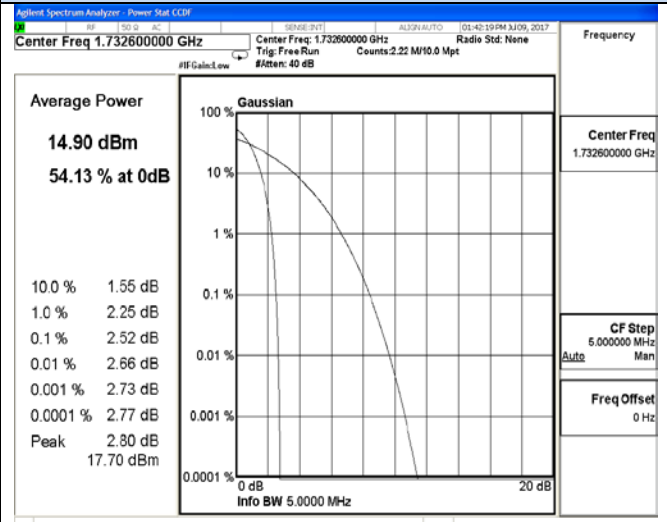 Agilent Spectrum Analyzer - Power Stat CCDF
RF 50 Ω AC SENSE:INT ALIGN AUTO 01:42:19 PM Jul 09, 2017
Center Freq 1.732600000 GHz
Center Freq: 1.732600000 GHz Radio Std: None
Trig: Free Run Counts:2.22 M/10.0 Mpt
#IFGain:Low #Atten: 40 dB
Frequency
Average Power
14.90 dBm
54.13 % at 0dB
10.0 % 1.55 dB
1.0 % 2.25 dB
0.1 % 2.52 dB
0.01 % 2.66 dB
0.001 % 2.73 dB
0.0001 % 2.77 dB
Peak 2.80 dB
17.70 dBm
Gaussian
100 %
10 %
1 %
0.1 %
0.01 %
0.001 %
0.0001 %
0 dB 20 dB
Info BW 5.0000 MHz
Center Freq
1.732600000 GHz
CF Step
5.000000 MHz
Auto Man
Freq Offset
0 Hz